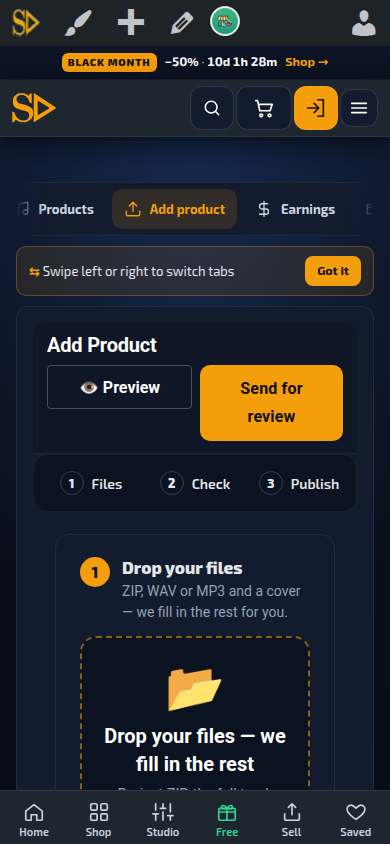 BLACK MONTH −50% · 10d 1h 28m Shop →
Products Add product Earnings
⇆ Swipe left or right to switch tabs Got it
Add Product
Preview
Send for
review
1 Files 2 Check 3 Publish
1 Drop your files
ZIP, WAV or MP3 and a cover
— we fill in the rest for you.
Drop your files — we
fill in the rest
Home Shop Studio Free Sell Saved